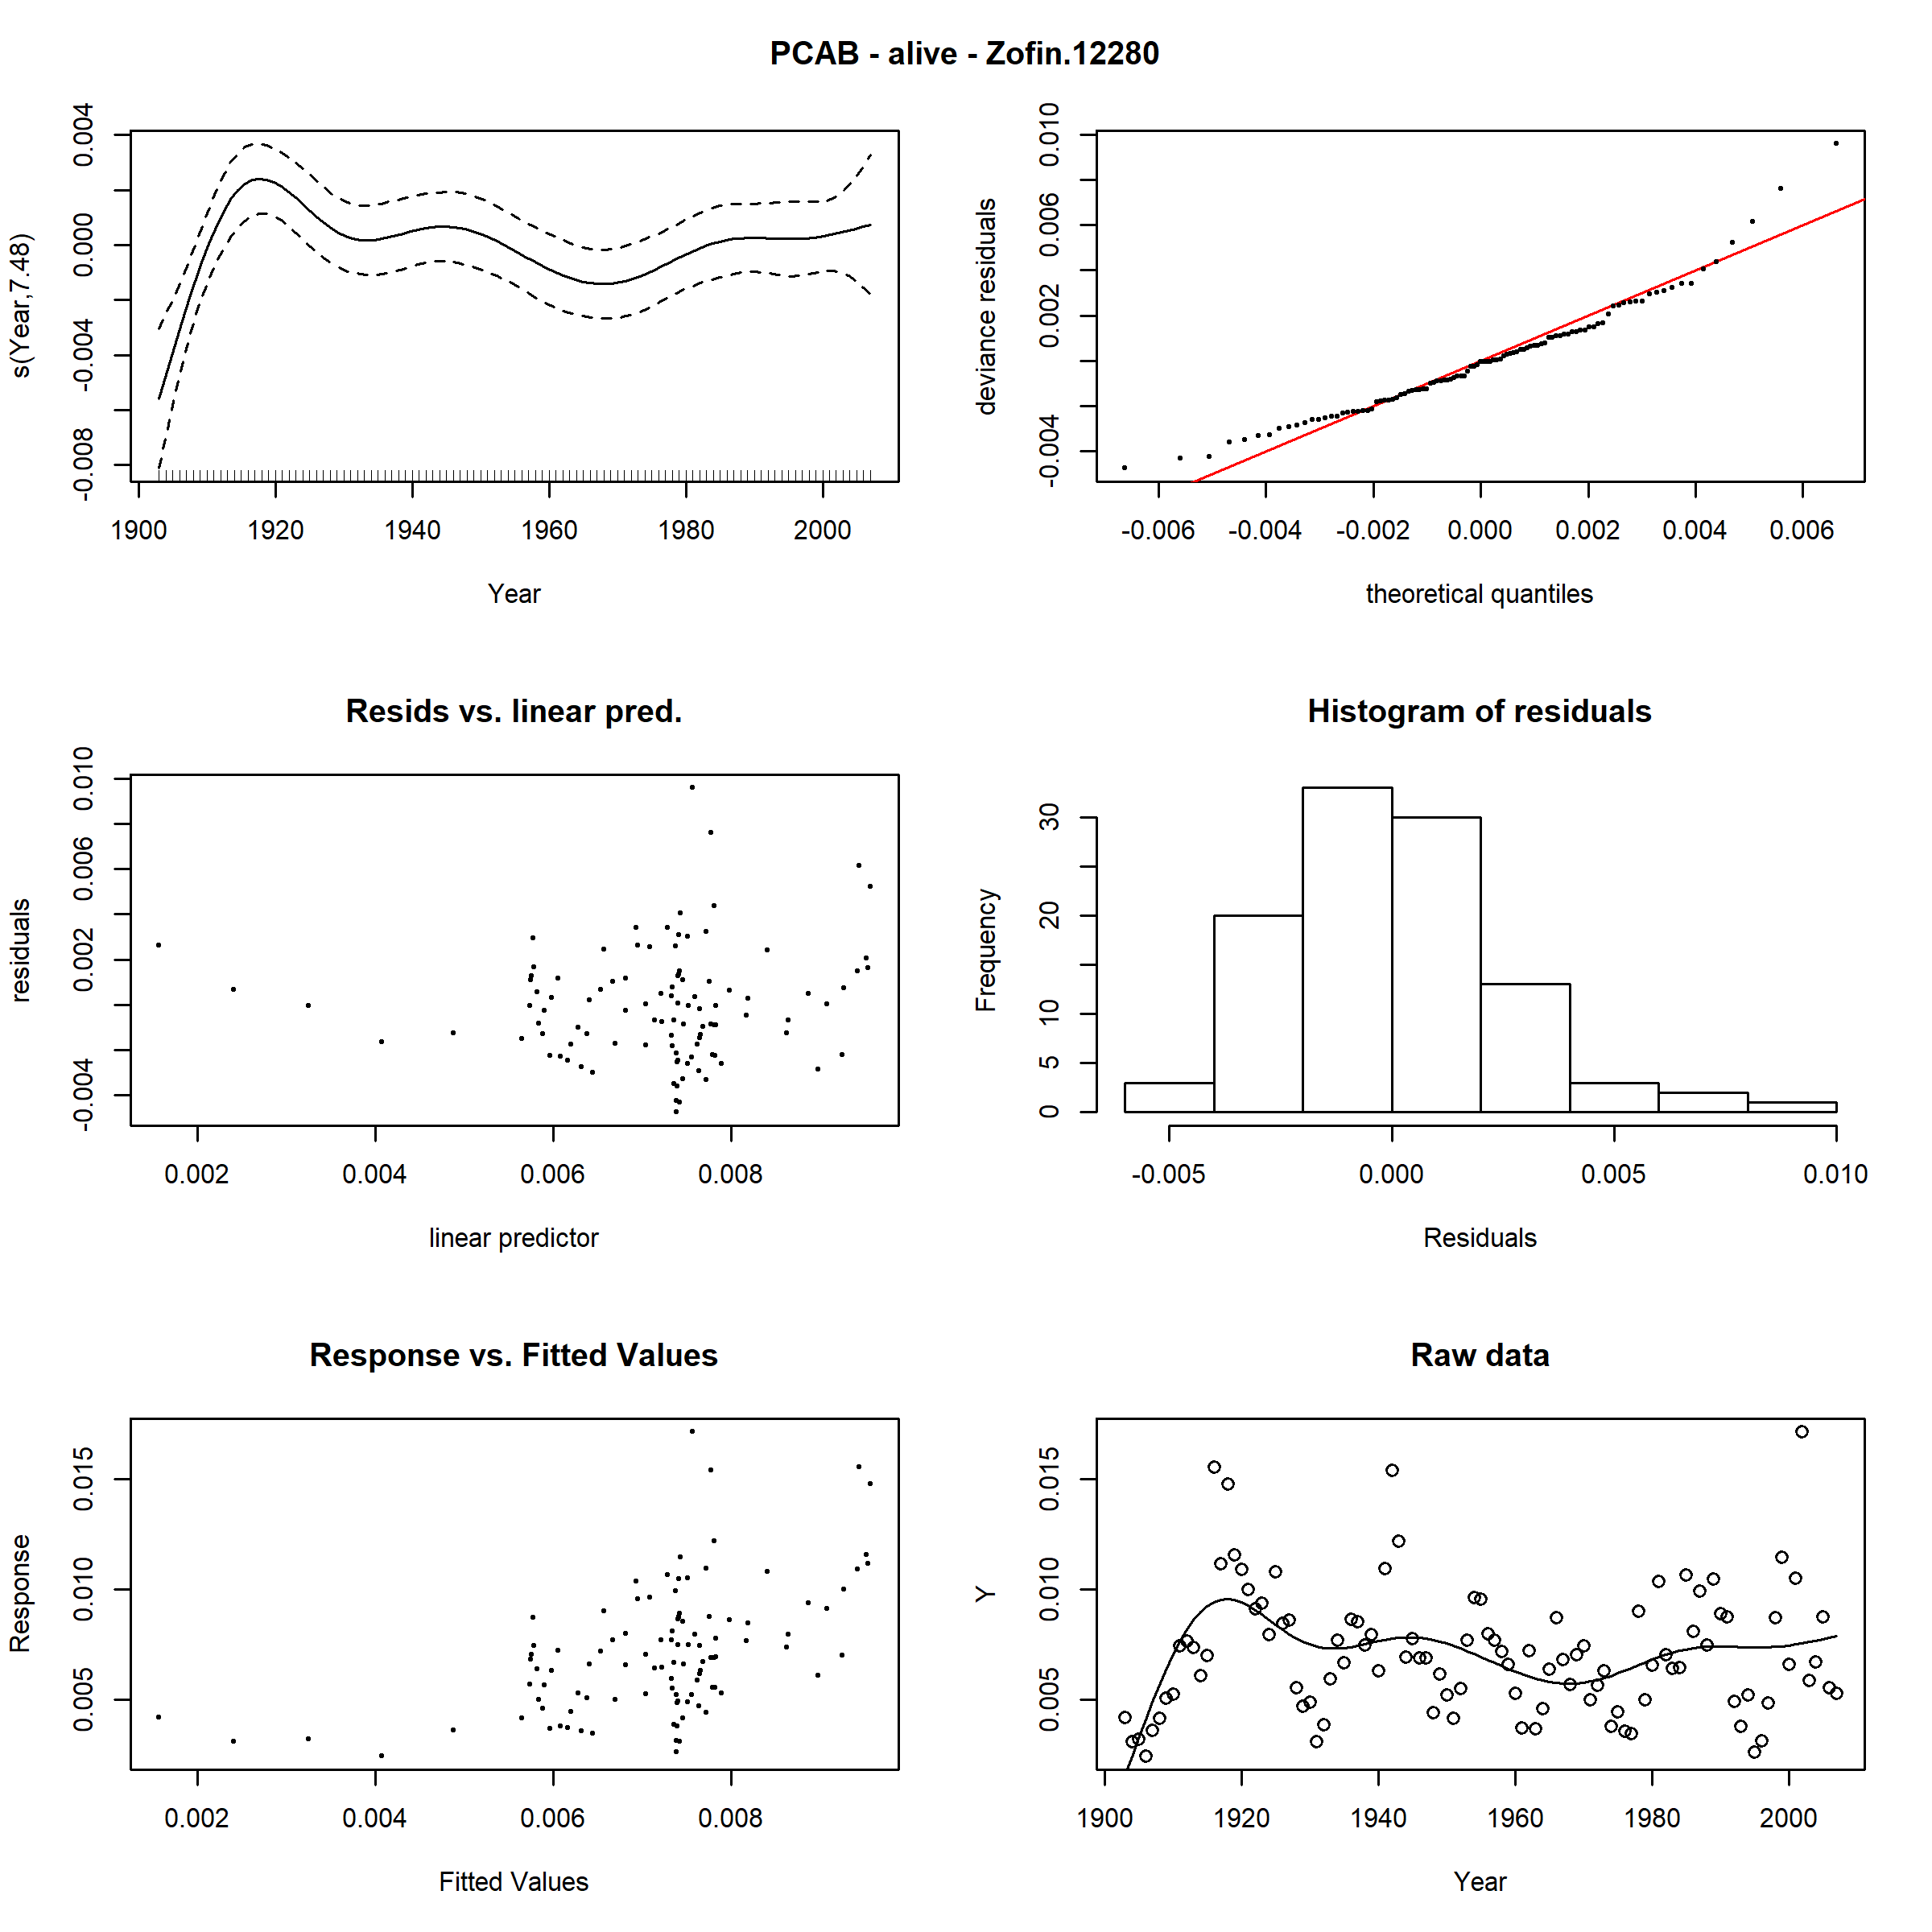 PCAB - alive - Zofin.12280
s(Year,7.48)
-0.008 -0.004 0.000 0.004
1900 1920 1940 1960 1980 2000
Year
deviance residuals
-0.004 0.002 0.006 0.010
-0.006 -0.004 -0.002 0.000 0.002 0.004 0.006
theoretical quantiles
Resids vs. linear pred.
residuals
-0.004 0.002 0.006 0.010
0.002 0.004 0.006 0.008
linear predictor
Histogram of residuals
Frequency
0 5 10 20 30
-0.005 0.000 0.005 0.010
Residuals
Response vs. Fitted Values
Response
0.005 0.010 0.015
0.002 0.004 0.006 0.008
Fitted Values
Raw data
Y
0.005 0.010 0.015
1900 1920 1940 1960 1980 2000
Year